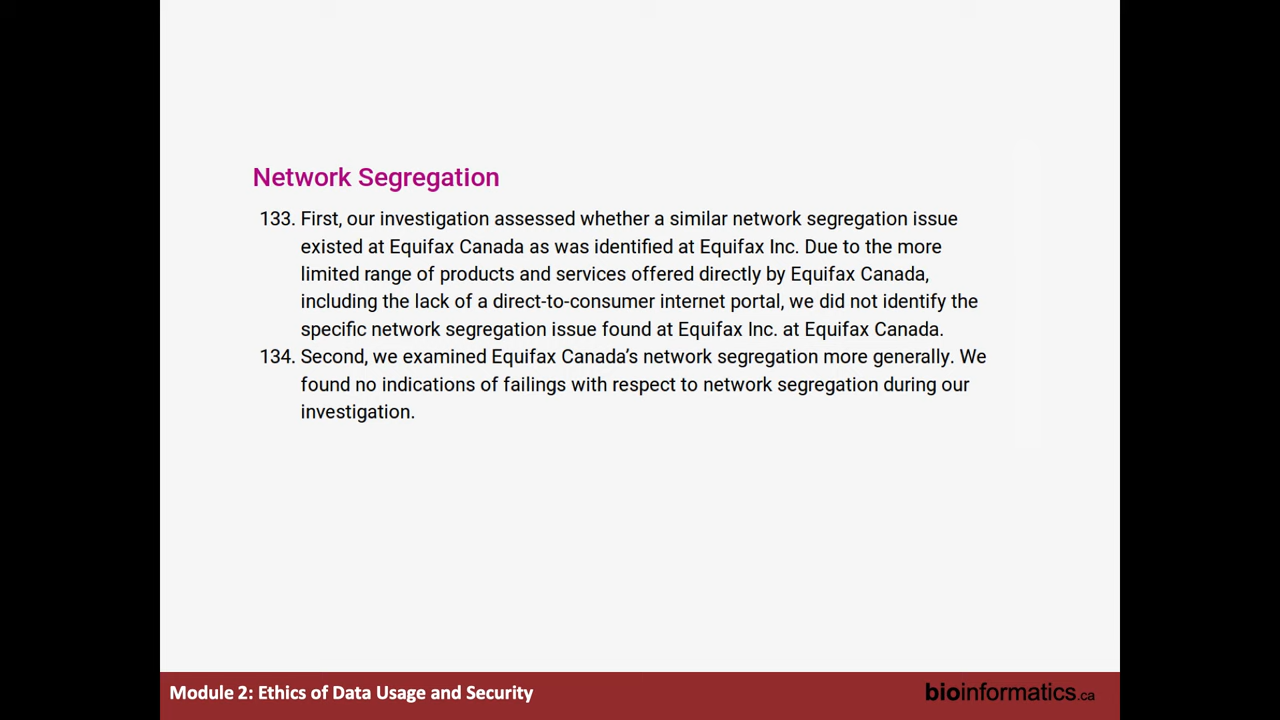 Network Segregation
133. First, our investigation assessed whether a similar network segregation issue
existed at Equifax Canada as was identified at Equifax Inc. Due to the more
limited range of products and services offered directly by Equifax Canada,
including the lack of a direct-to-consumer internet portal, we did not identify the
specific network segregation issue found at Equifax Inc. at Equifax Canada.
134. Second, we examined Equifax Canada’s network segregation more generally. We
found no indications of failings with respect to network segregation during our
investigation.
Module 2: Ethics of Data Usage and Security
bioinformatics.ca